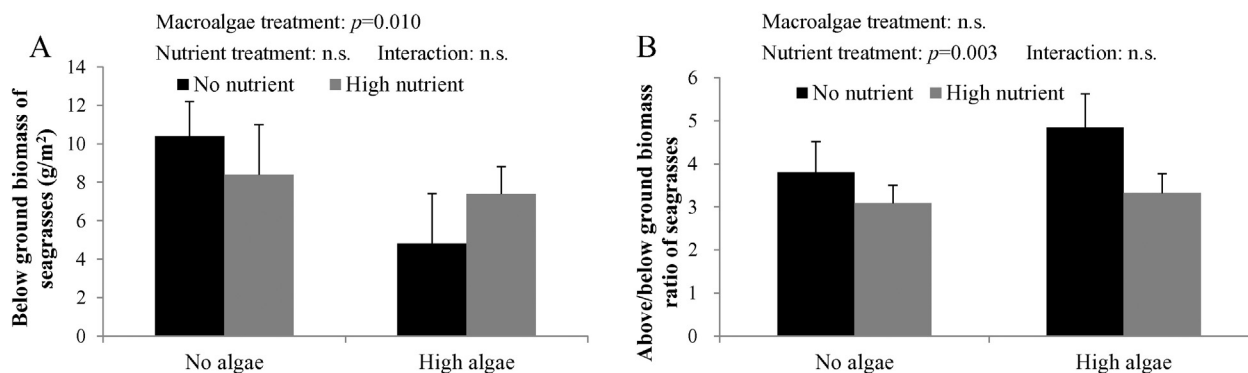 A
Macroalgae treatment: p=0.010
Nutrient treatment: n.s. Interaction: n.s.
No nutrient High nutrient
Below ground biomass of
seagrasses (g/m²)
14
12
10
8
6
4
2
0
No algae High algae
B
Macroalgae treatment: n.s.
Nutrient treatment: p=0.003 Interaction: n.s.
No nutrient High nutrient
Above/below ground biomass
ratio of seagrasses
6
5
4
3
2
1
0
No algae High algae